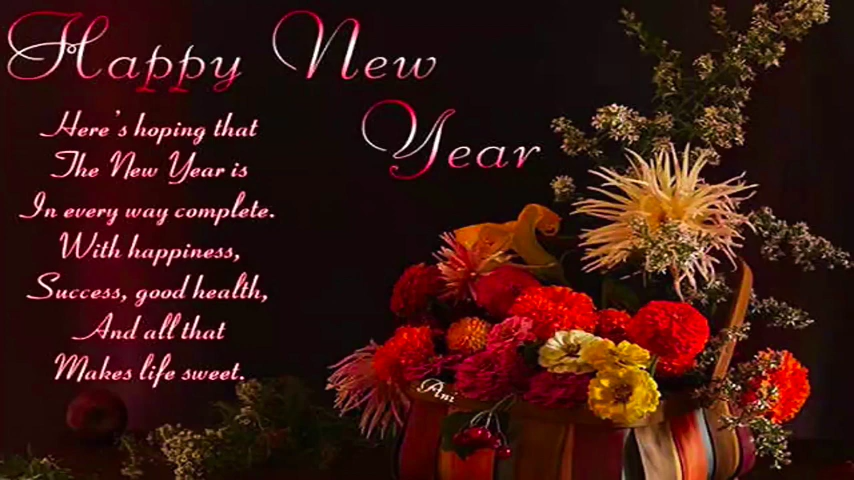 Happy New
Year
Here's hoping that
The New Year is
In every way complete.
With happiness,
Success, good health,
And all that
Makes life sweet.
Ani